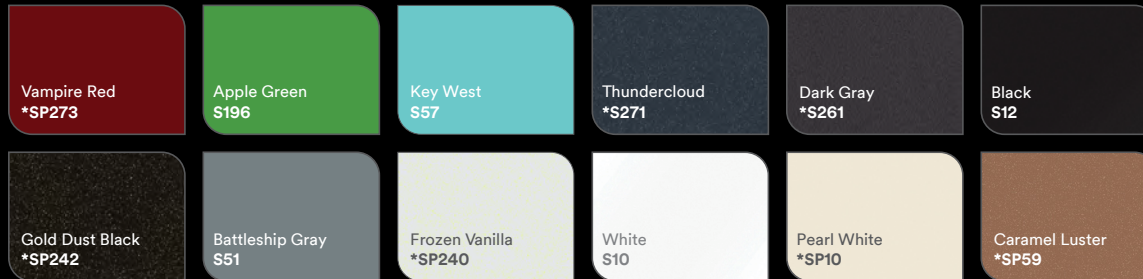 Vampire Red
*SP273
Apple Green
S196
Key West
S57
Thundercloud
*S271
Dark Gray
*S261
Black
S12
Gold Dust Black
*SP242
Battleship Gray
S51
Frozen Vanilla
*SP240
White
S10
Pearl White
*SP10
Caramel Luster
*SP59